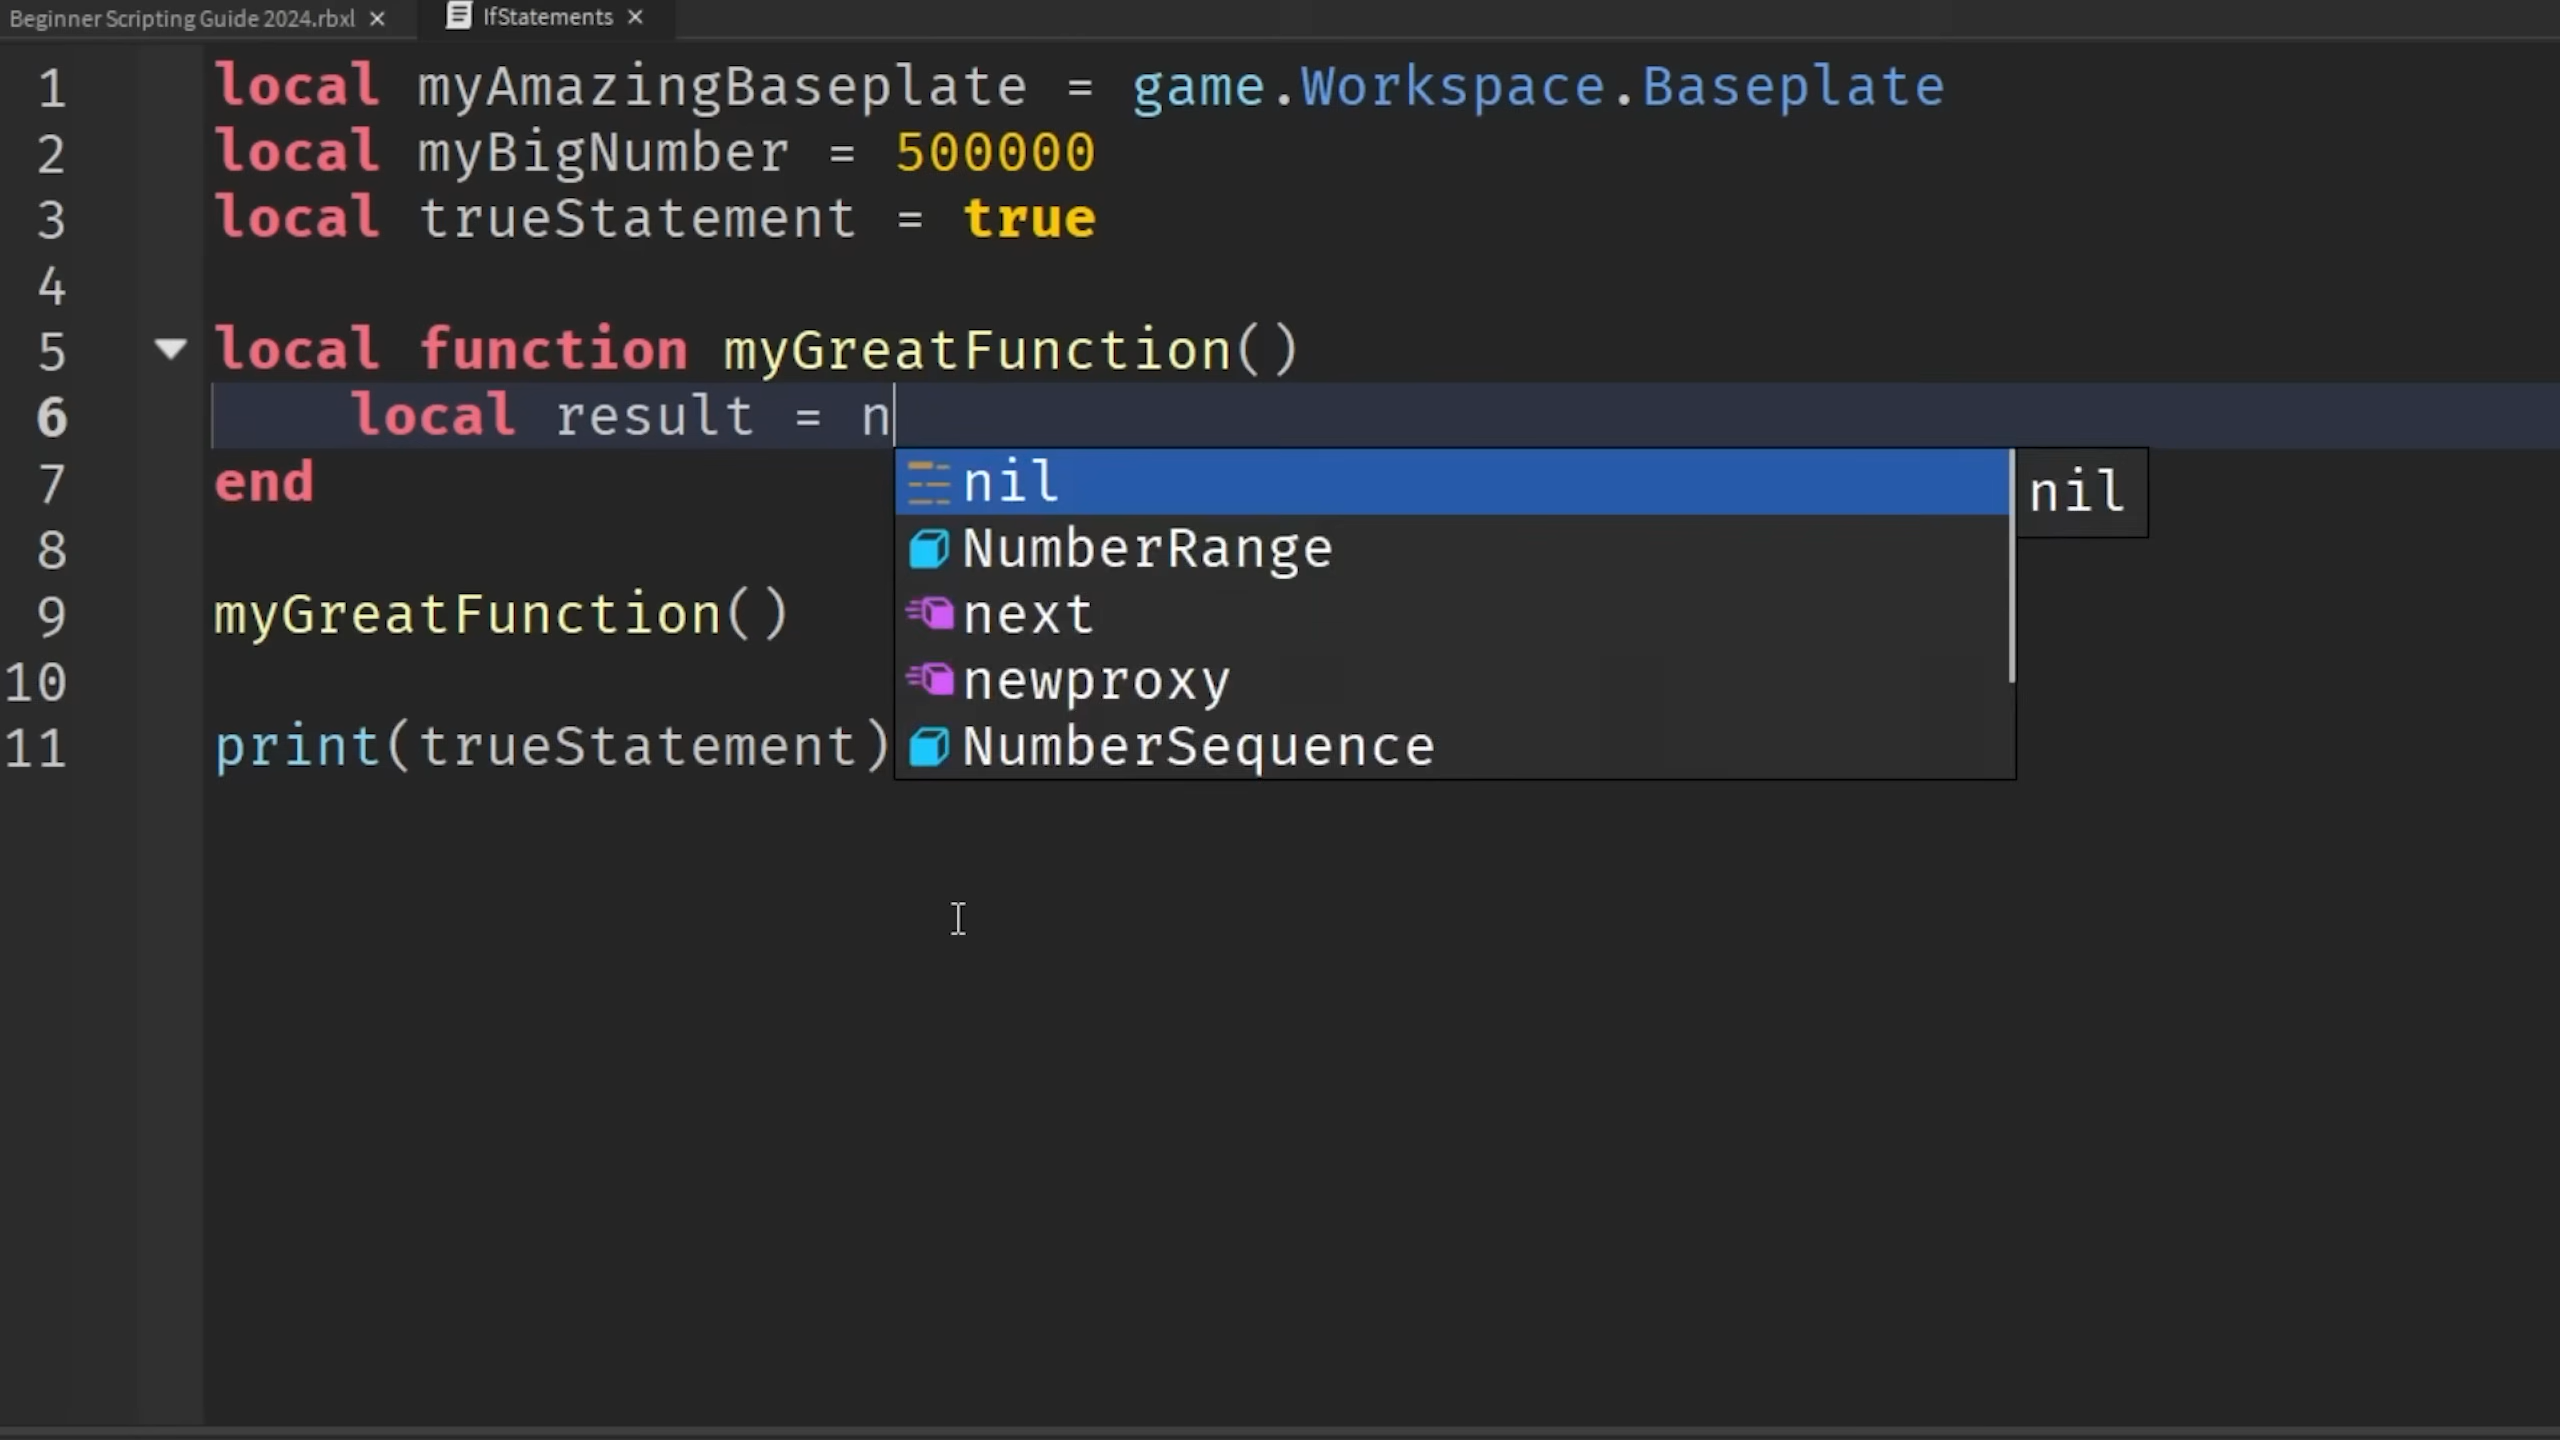 Beginner Scripting Guide 2024.rbxl × IfStatements ×
1 local myAmazingBaseplate = game.Workspace.Baseplate
2 local myBigNumber = 500000
3 local trueStatement = true
4
5 local function myGreatFunction()
6 local result = n
7 end
nil
nil
8
NumberRange
9 myGreatFunction()
next
10
newproxy
11 print(trueStatement)
NumberSequence